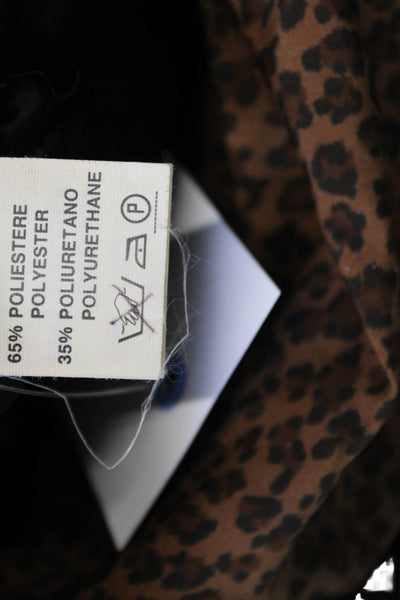 65% POLIESTERE
POLYESTER
35% POLIURETANO
POLYURETHANE
P